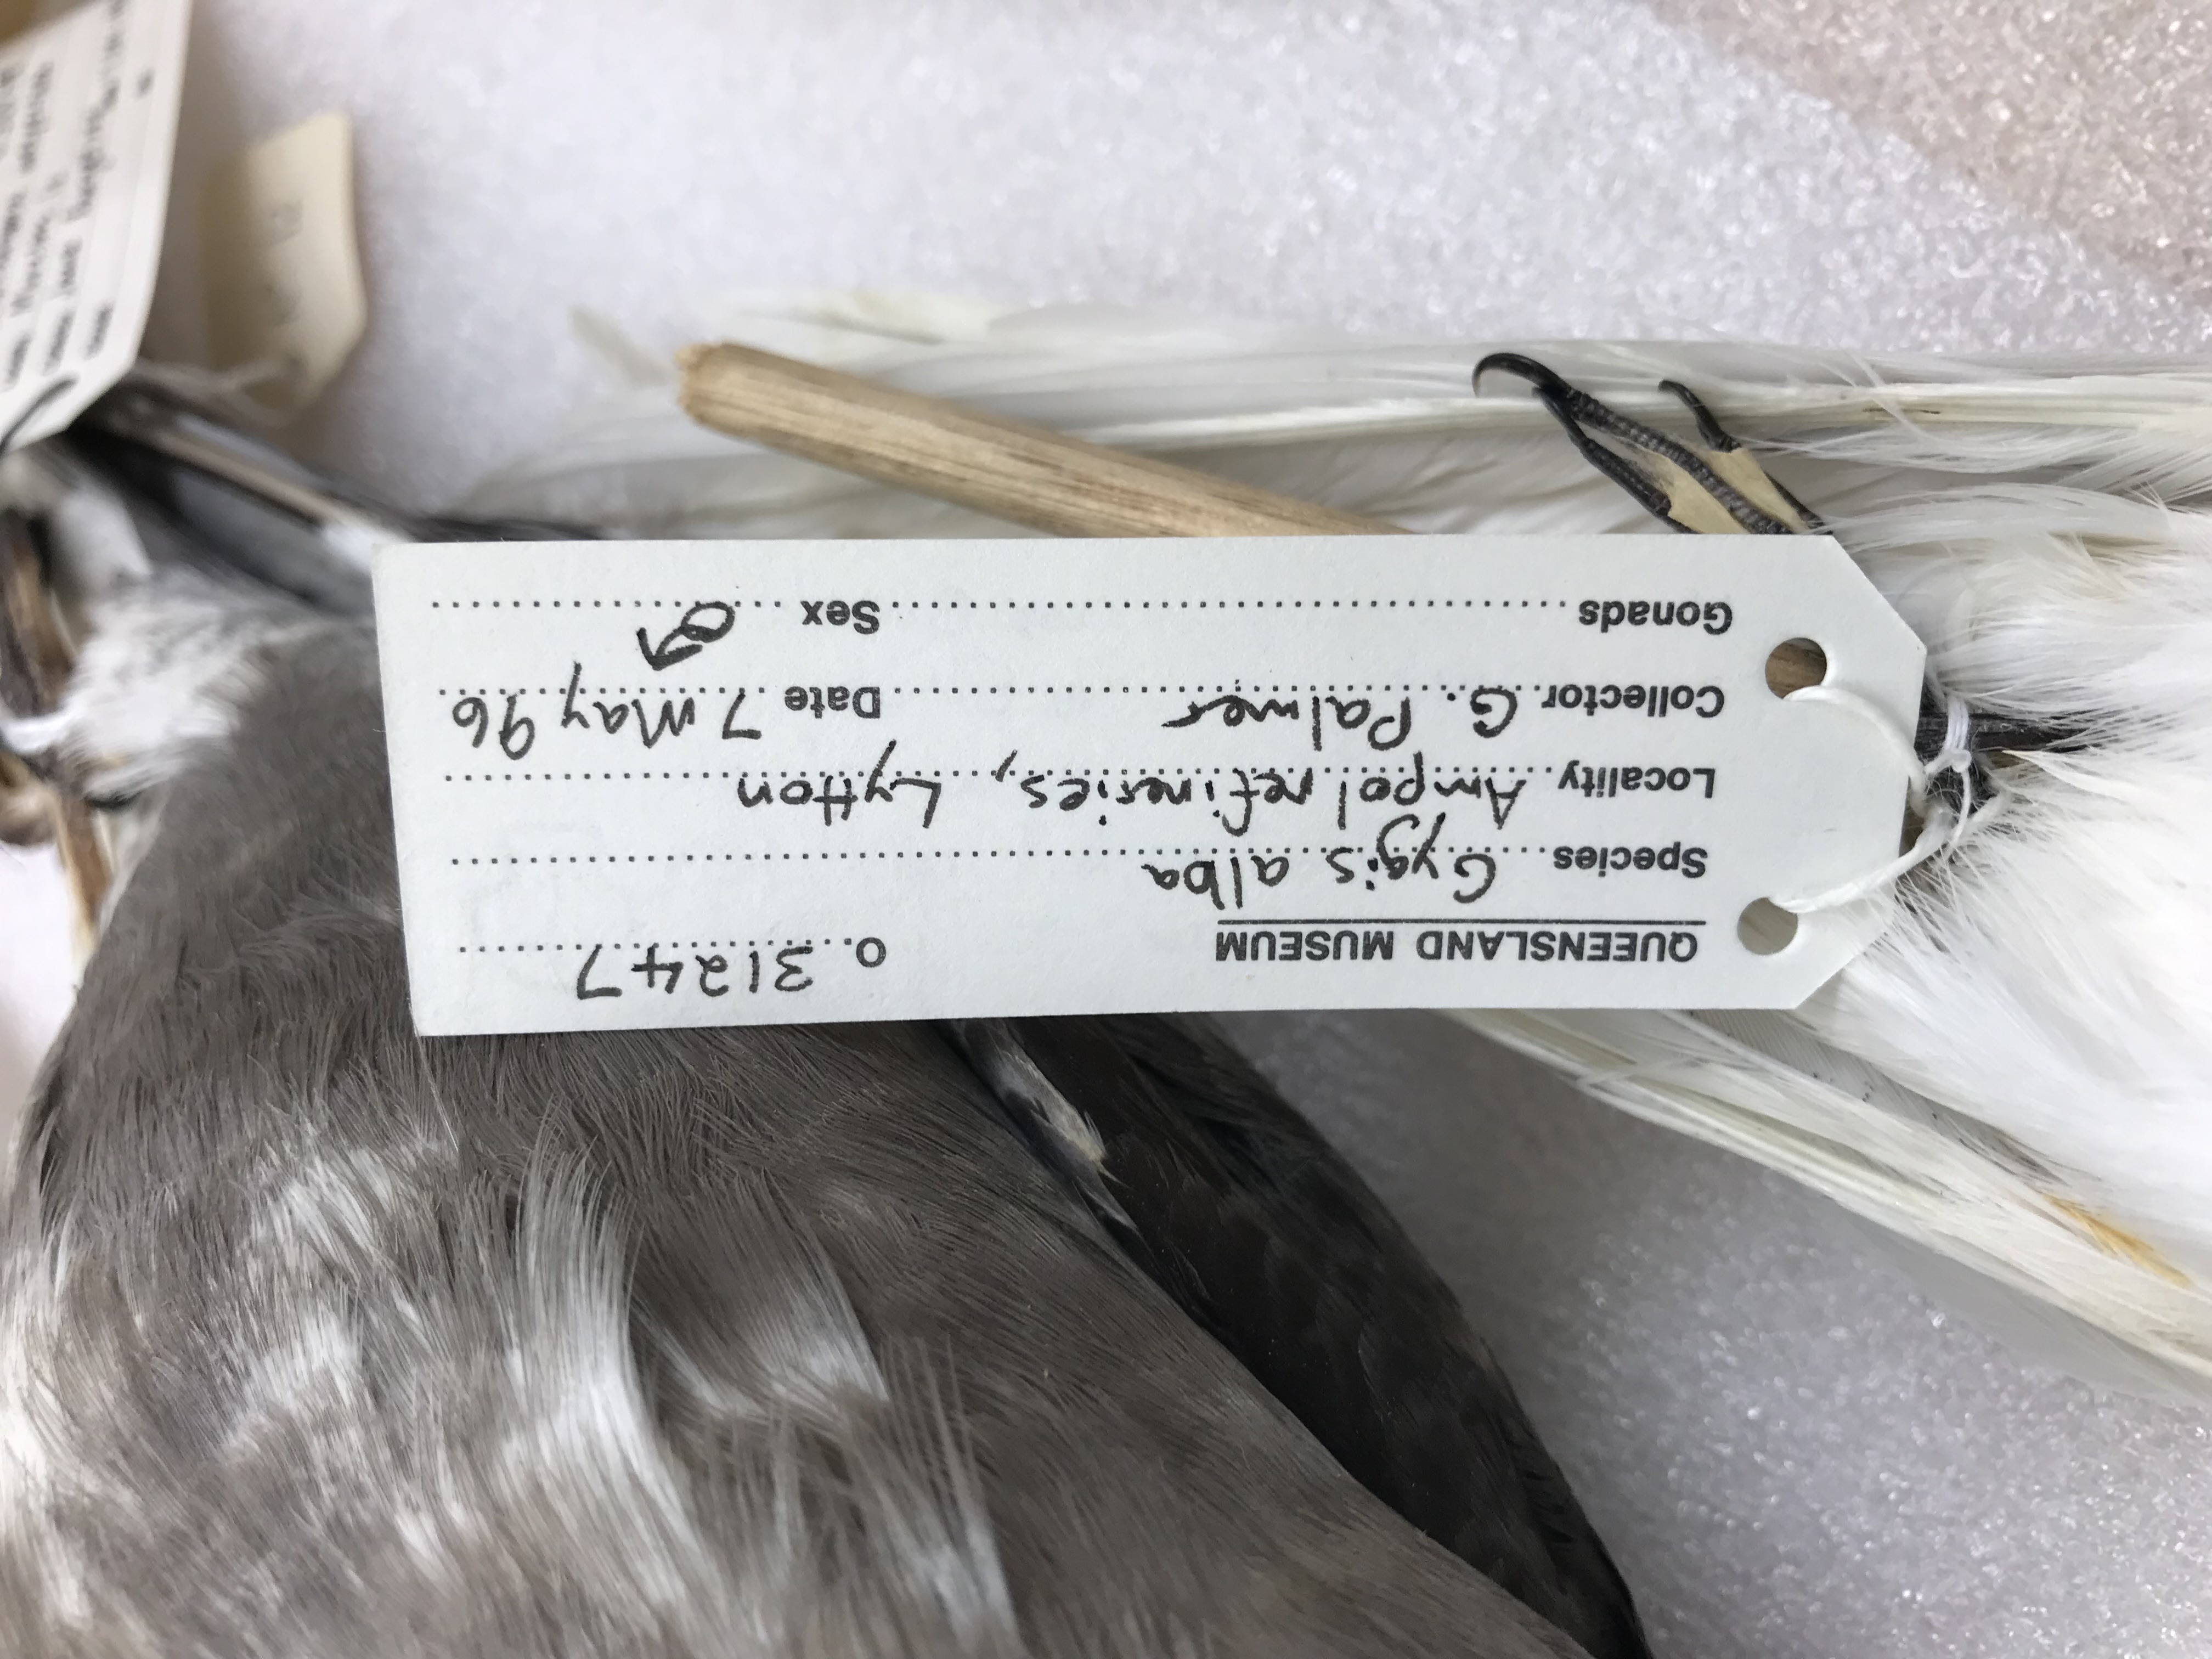 QUEENSLAND MUSEUM o. 31247
Species Gygis alba
Locality Ampol refineries, Lytton
Collector G. Palmer Date 7 May 96
Gonads Sex ♂